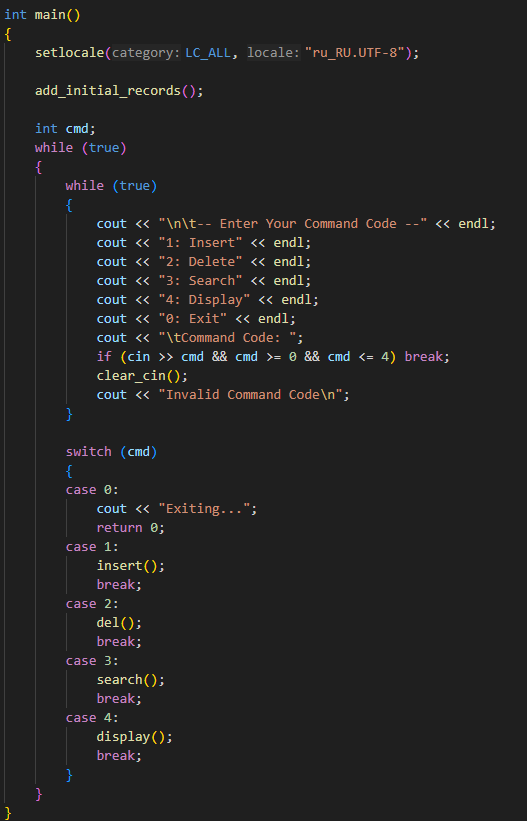 int main()
{
    setlocale(category: LC_ALL, locale: "ru_RU.UTF-8");

    add_initial_records();

    int cmd;
    while (true)
    {
        while (true)
        {
            cout << "\n\t-- Enter Your Command Code --" << endl;
            cout << "1: Insert" << endl;
            cout << "2: Delete" << endl;
            cout << "3: Search" << endl;
            cout << "4: Display" << endl;
            cout << "0: Exit" << endl;
            cout << "\tCommand Code: ";
            if (cin >> cmd && cmd >= 0 && cmd <= 4) break;
            clear_cin();
            cout << "Invalid Command Code\n";
        }

        switch (cmd)
        {
        case 0:
            cout << "Exiting...";
            return 0;
        case 1:
            insert();
            break;
        case 2:
            del();
            break;
        case 3:
            search();
            break;
        case 4:
            display();
            break;
        }
    }
}